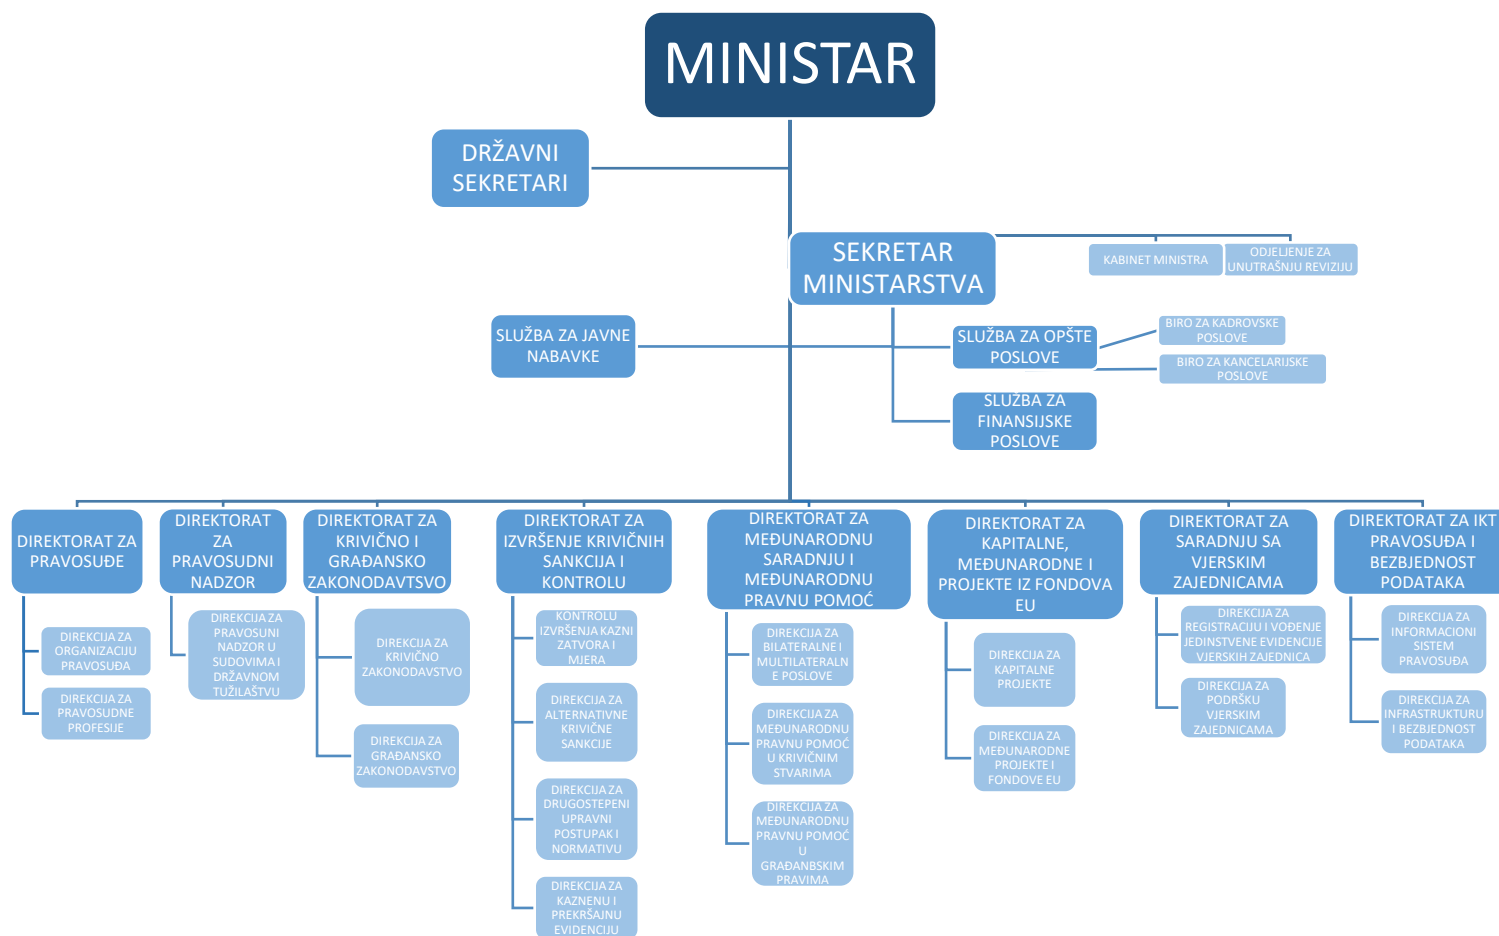 MINISTAR
DRŽAVNI
SEKRETARI
SEKRETAR
MINISTARSTVA
KABINET MINISTRA
ODJELJENJE ZA
UNUTRAŠNJU REVIZIJU
SLUŽBA ZA JAVNE
NABAVKE
SLUŽBA ZA OPŠTE
POSLOVE
BIRO ZA KADROVSKE
POSLOVE
BIRO ZA KANCELARIJSKE
POSLOVE
SLUŽBA ZA
FINANSIJSKE
POSLOVE
DIREKTORAT ZA
PRAVOSUĐE
DIREKCIJA ZA
ORGANIZACIJU
PRAVOSUĐA
DIREKCIJA ZA
PRAVOSUDNE
PROFESIJE
DIREKTORAT
ZA
PRAVOSUDNI
NADZOR
DIREKCIJA ZA
PRAVOSUNI
NADZOR U
SUDOVIMA I
DRŽAVNOM
TUŽILAŠTVU
DIREKTORAT ZA
KRIVIČNO I
GRAĐANSKO
ZAKONODAVTSVO
DIREKCIJA ZA
KRIVIČNO
ZAKONODAVSTVO
DIREKCIJA ZA
GRAĐANSKO
ZAKONODAVSTVO
DIREKTORAT ZA
IZVRŠENJE KRIVIČNIH
SANKCIJA I
KONTROLU
KONTROLU
IZVRŠENJA KAZNI
ZATVORA I
MJERA
DIREKCIJA ZA
ALTERNATIVNE
KRIVIČNE
SANKCIJE
DIREKCIJA ZA
DRUGOSTEPENI
UPRAVNI
POSTUPAK I
NORMATIVU
DIREKCIJA ZA
KAZNENU I
PREKRŠAJNU
EVIDENCIJU
DIREKTORAT ZA
MEĐUNARODNU
SARADNJU I
MEĐUNARODNU
PRAVNU POMOĆ
DIREKCIJA ZA
BILATERALNE I
MULTILATERALN
E POSLOVE
DIREKCIJA ZA
MEĐUNARODNU
PRAVNU POMOĆ
U KRIVIČNIM
STVARIMA
DIREKCIJA ZA
MEĐUNARODNU
PRAVNU POMOĆ
U
GRAĐANBSKIM
PRAVIMA
DIREKTORAT ZA
KAPITALNE,
MEĐUNARODNE I
PROJEKTE IZ FONDOVA
EU
DIREKCIJA ZA
KAPITALNE
PROJEKTE
DIREKCIJA ZA
MEĐUNARODNE
PROJEKTE I
FONDOVE EU
DIREKTORAT ZA
SARADNJU SA
VJERSKIM
ZAJEDNICAMA
DIREKCIJA ZA
REGISTRACIJU I VOĐENJE
JEDINSTVENE EVIDENCIJE
VJERSKIH ZAJEDNICA
DIREKCIJA ZA
PODRŠKU
VJERSKIM
ZAJEDNICAMA
DIREKTORAT ZA IKT
PRAVOSUĐA I
BEZBJEDNOST
PODATAKA
DIREKCIJA ZA
INFORMACIONI
SISTEM
PRAVOSUĐA
DIREKCIJA ZA
INFRASTRUKTURU
I BEZBJEDNOST
PODATAKA